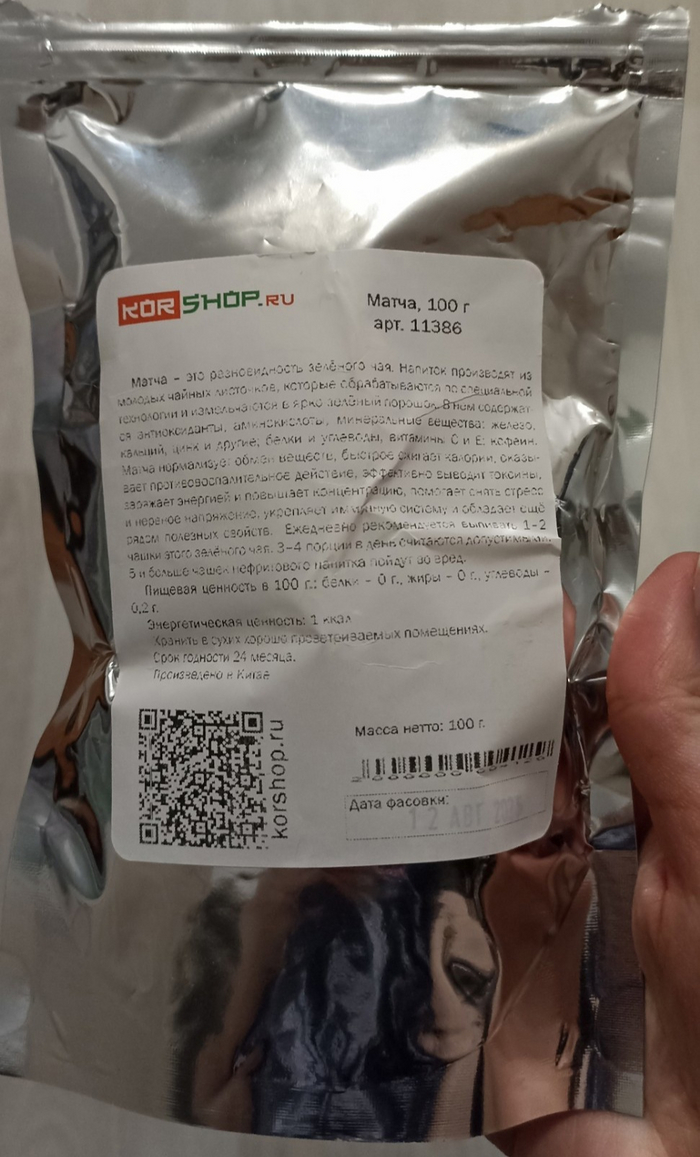 KORSHOP.RU
Матча, 100 г
арт. 11386
Матча – это разновидность зелёного чая. Напиток производят из
молодых чайных листочков, которые обрабатываются по специальной
технологии и измельчаются в ярко зелёный порошок. В нем содержат-
ся антиоксиданты, аминокислоты, минеральные вещества: железо,
кальций, цинк и другие; белки и углеводы, витамины С и Е; кофеин.
Матча нормализует обмен веществ, быстрое сжигает калории, оказы-
вает противовоспалительное действие, эффективно выводит токсины,
заряжает энергией и повышает концентрацию, помогает снять стресс
и нервное напряжение, укрепляет иммунную систему и обладает ещё
рядом полезных свойств. Ежедневно рекомендуется выпивать 1–2
чашки этого зелёного чая. 3–4 порции в день считаются допустимыми.
5 и больше чашек нефритового напитка пойдут во вред.
Пищевая ценность в 100 г.: белки – 0 г., жиры – 0 г., углеводы –
0,2 г.
Энергетическая ценность: 1 ккал
Хранить в сухих хорошо проветриваемых помещениях.
Срок годности 24 месяца.
Произведено в Китае
korshop.ru
Масса нетто: 100 г.
Дата фасовки:
12 АВГ